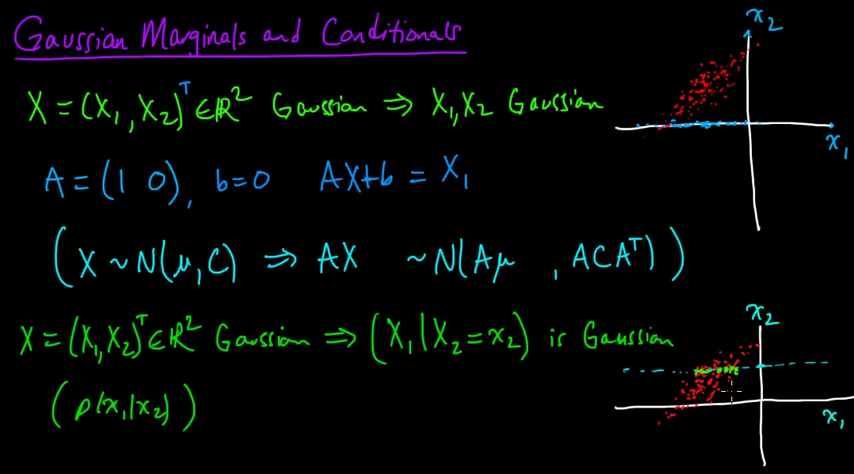 Gaussian Marginals and Conditionals
X = (X₁, X₂)ᵀ ∈ ℝ² Gaussian ⇒ X₁, X₂ Gaussian
A = (1 0), b=0 AX+b = X₁
(X ~ N(μ, C) ⇒ AX ~ N(Aμ , ACAᵀ))
X = (X₁, X₂)ᵀ ∈ ℝ² Gaussian ⇒ (X₁ | X₂ = x₂) is Gaussian
(p(x₁|x₂))
x₂
x₁
x₂
x₁